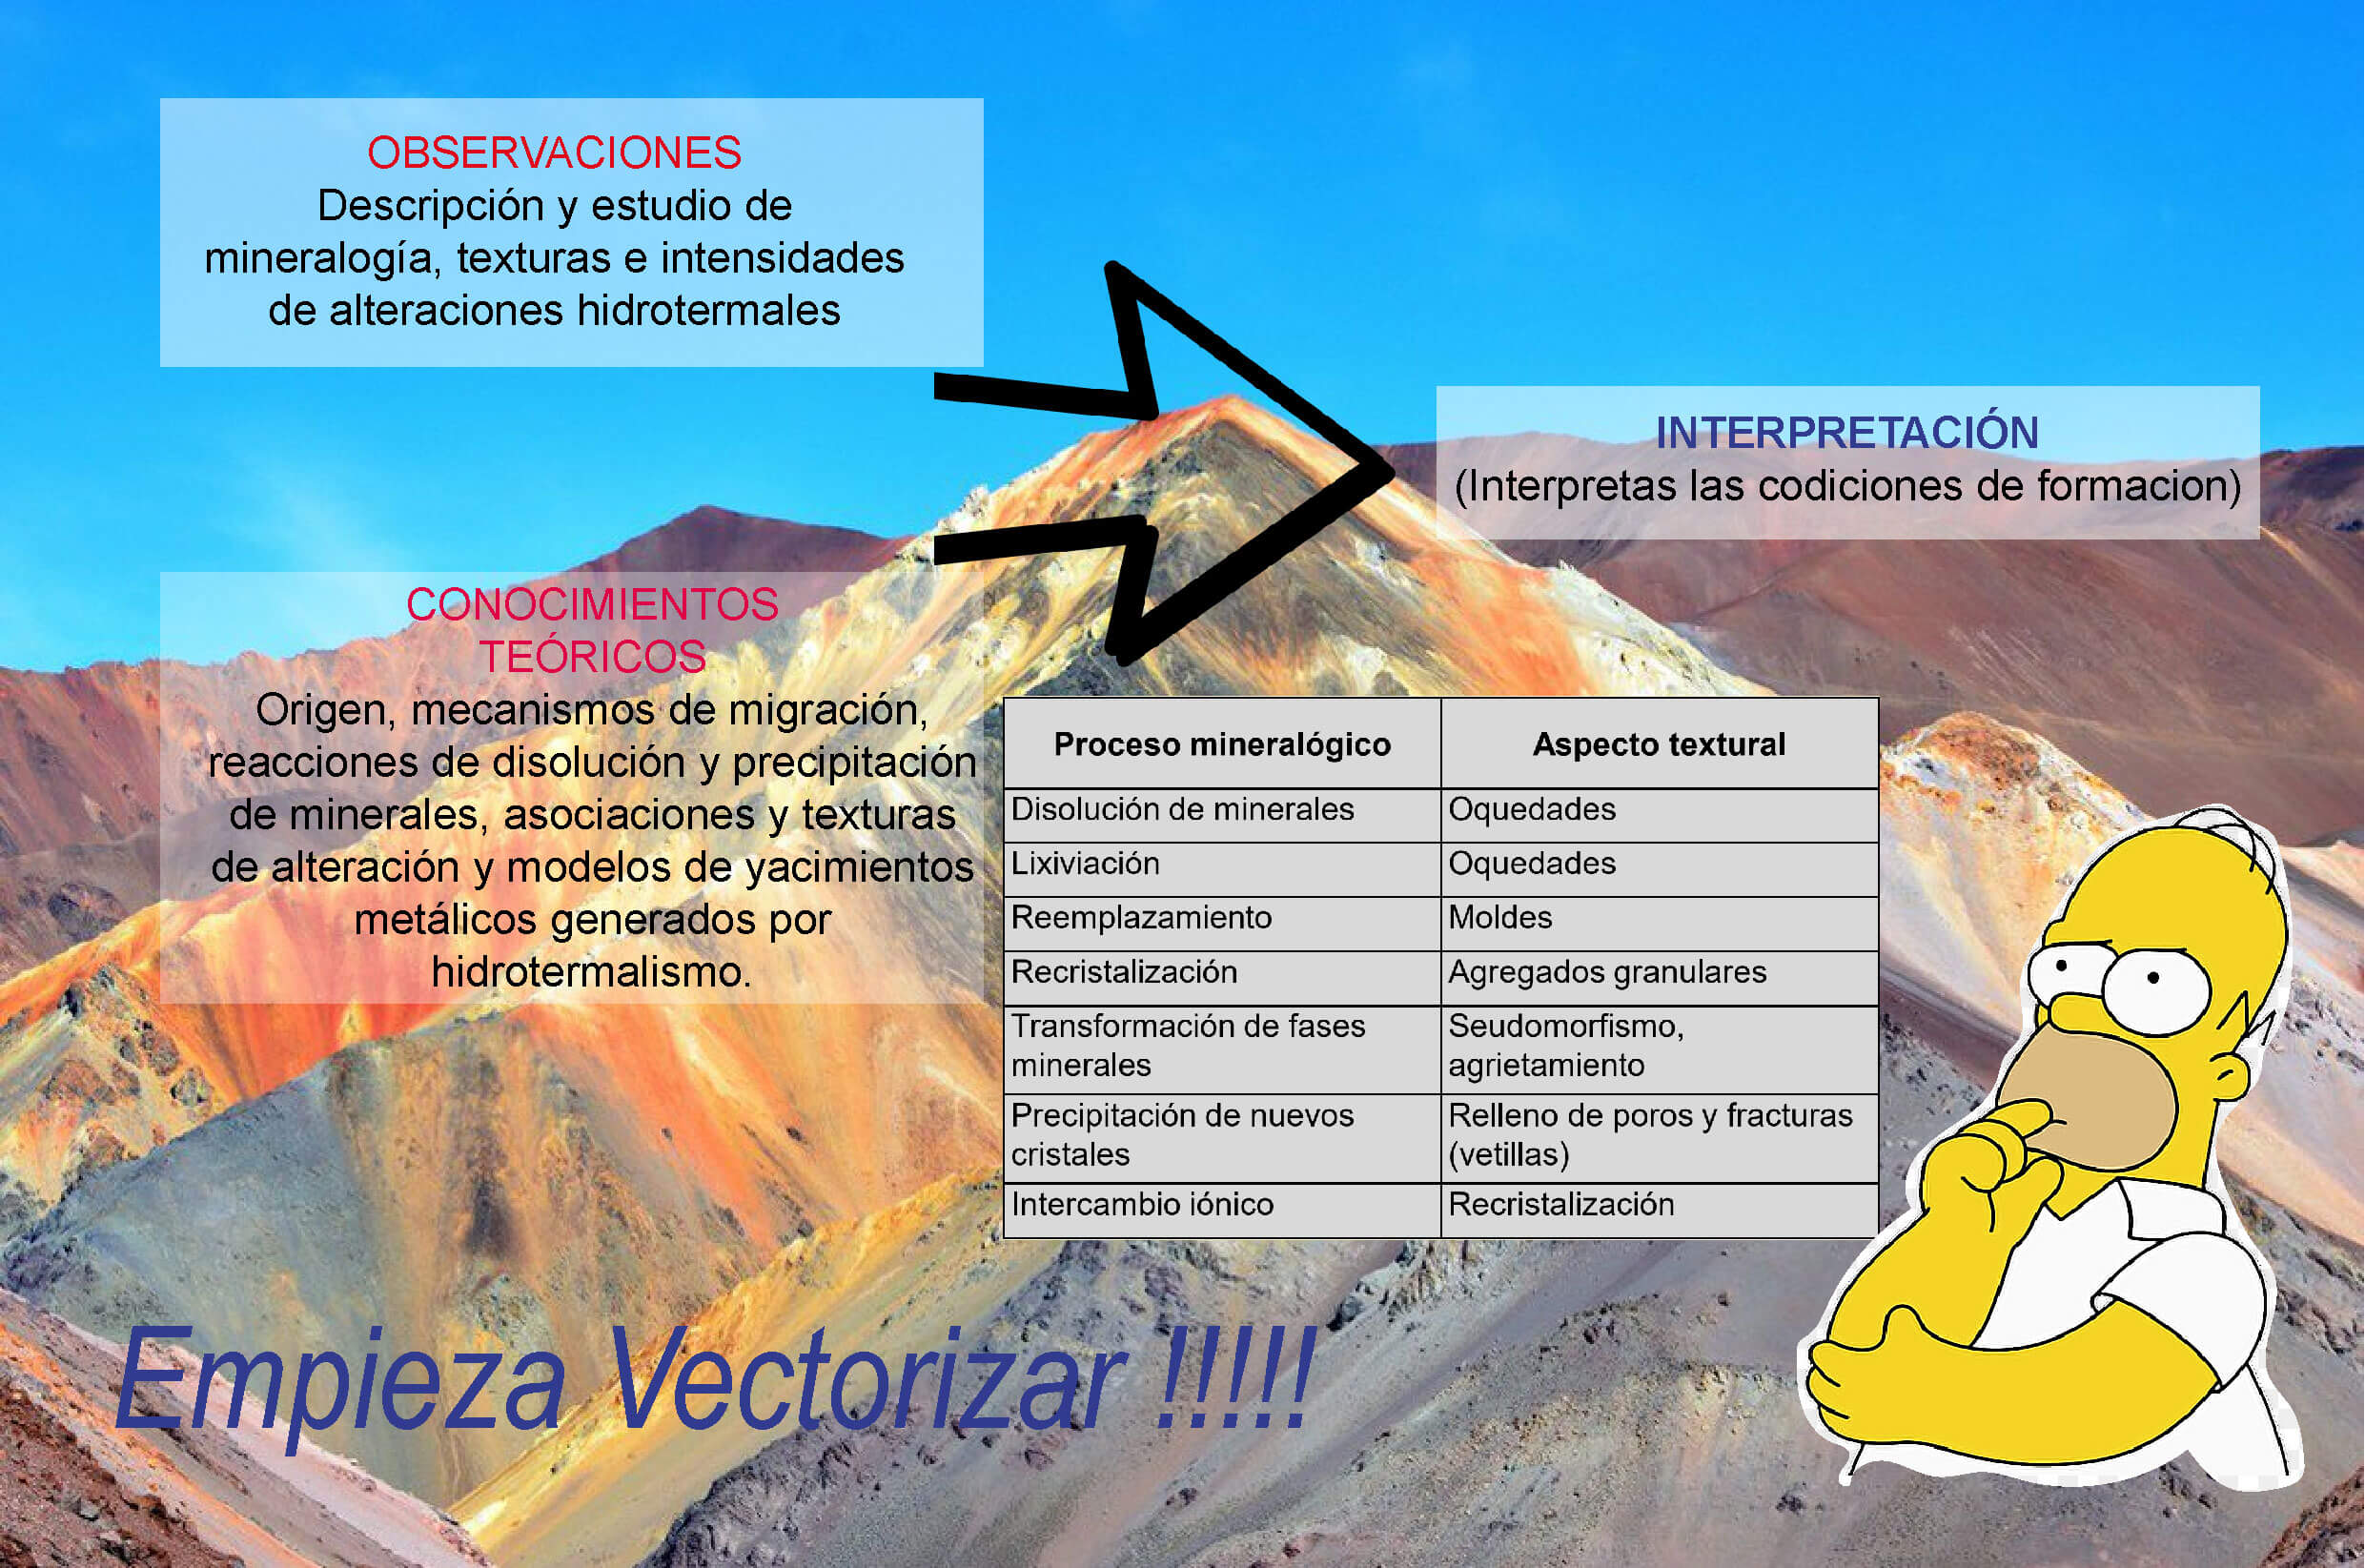 OBSERVACIONES
Descripción y estudio de
mineralogía, texturas e intensidades
de alteraciones hidrotermales
INTERPRETACIÓN
(Interpretas las codiciones de formacion)
CONOCIMIENTOS
TEÓRICOS
Origen, mecanismos de migración,
reacciones de disolución y precipitación
de minerales, asociaciones y texturas
de alteración y modelos de yacimientos
metálicos generados por
hidrotermalismo.
Proceso mineralógico Aspecto textural
Disolución de minerales Oquedades
Lixiviación Oquedades
Reemplazamiento Moldes
Recristalización Agregados granulares
Transformación de fases Seudomorfismo,
minerales agrietamiento
Precipitación de nuevos Relleno de poros y fracturas
cristales (vetillas)
Intercambio iónico Recristalización
Empieza Vectorizar !!!!!